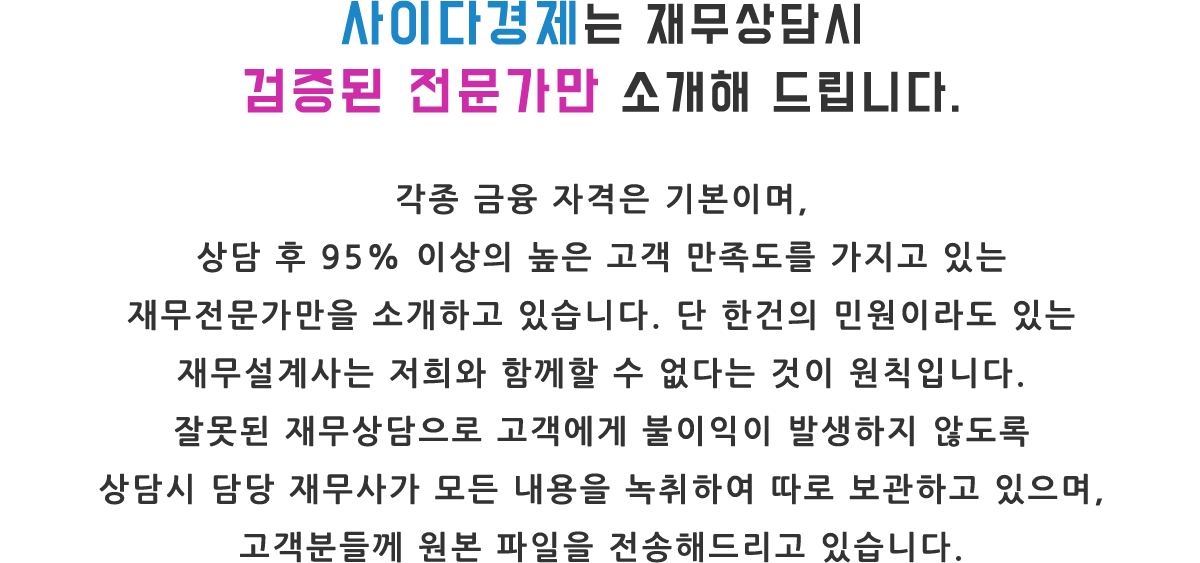 사이다경제는 재무상담시
검증된 전문가만 소개해 드립니다.
각종 금융 자격은 기본이며,
상담 후 95% 이상의 높은 고객 만족도를 가지고 있는
재무전문가만을 소개하고 있습니다. 단 한건의 민원이라도 있는
재무설계사는 저희와 함께할 수 없다는 것이 원칙입니다.
잘못된 재무상담으로 고객에게 불이익이 발생하지 않도록
상담시 담당 재무사가 모든 내용을 녹취하여 따로 보관하고 있으며,
고객분들께 원본 파일을 전송해드리고 있습니다.